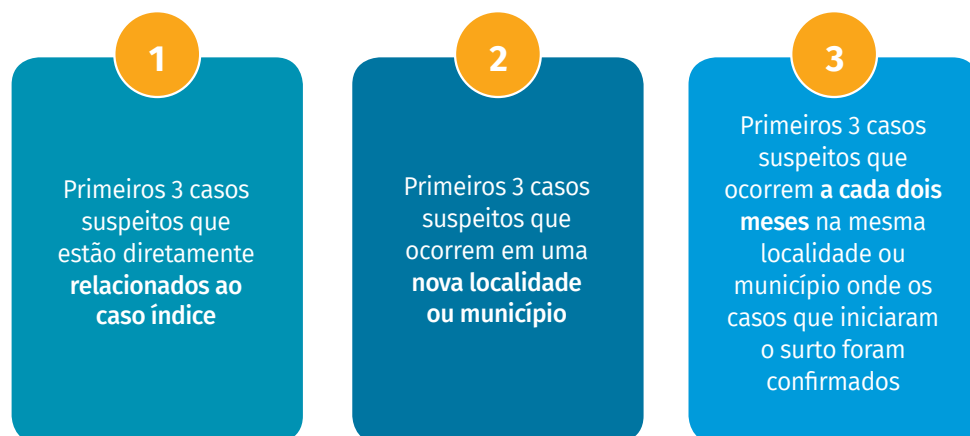 1
Primeiros 3 casos
suspeitos que
estão diretamente
relacionados ao
caso índice
2
Primeiros 3 casos
suspeitos que
ocorrem em uma
nova localidade
ou município
3
Primeiros 3 casos
suspeitos que
ocorrem a cada dois
meses na mesma
localidade ou
município onde os
casos que iniciaram
o surto foram
confirmados